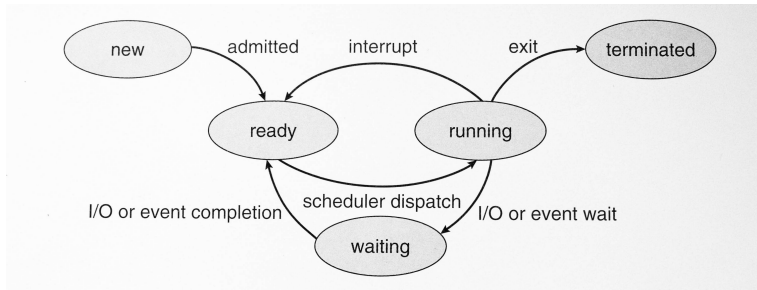 new
admitted
interrupt
exit
terminated
ready
running
scheduler dispatch
I/O or event completion
I/O or event wait
waiting